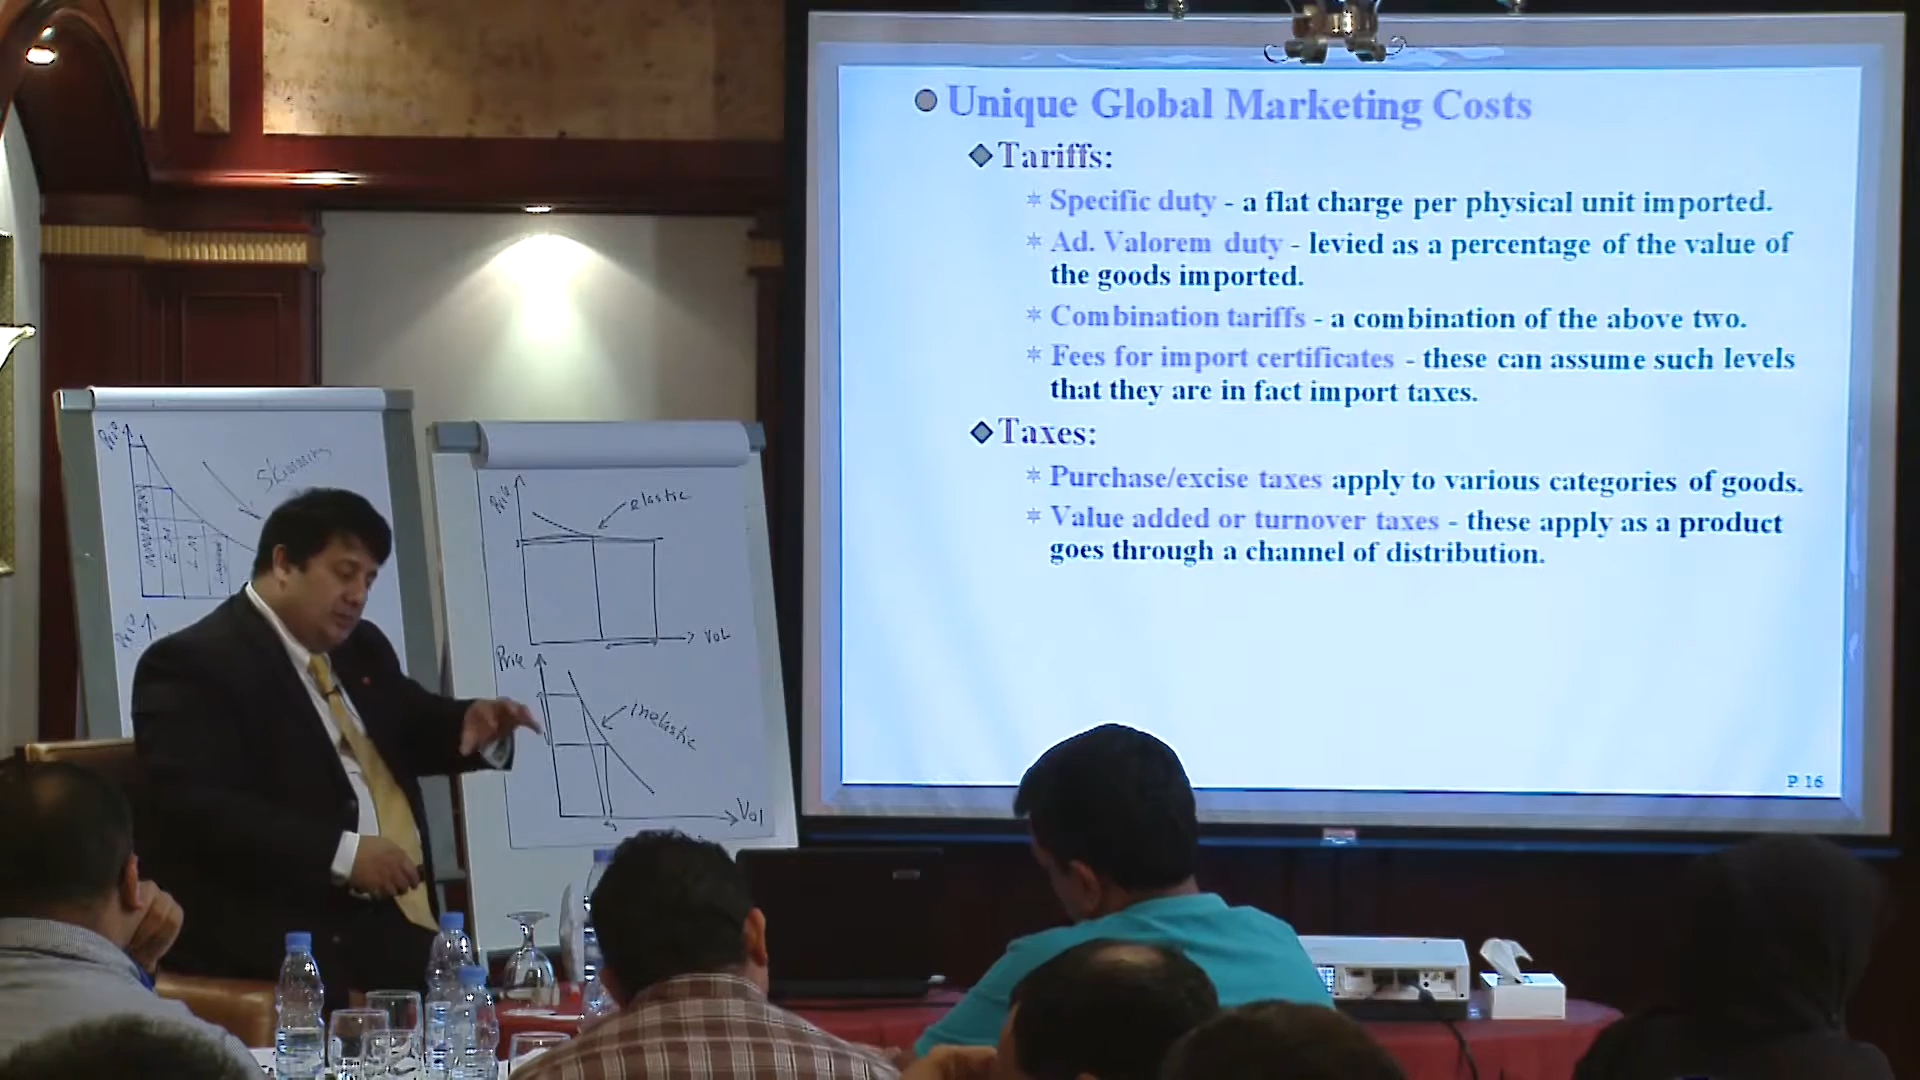 Unique Global Marketing Costs
Tariffs:
Specific duty - a flat charge per physical unit imported.
Ad. Valorem duty - levied as a percentage of the value of
the goods imported.
Combination tariffs - a combination of the above two.
Fees for import certificates - these can assume such levels
that they are in fact import taxes.
Taxes:
Purchase/excise taxes apply to various categories of goods.
Value added or turnover taxes - these apply as a product
goes through a channel of distribution.
P. 16
Skimming
elastic
VOL
Price
inelastic
Vol